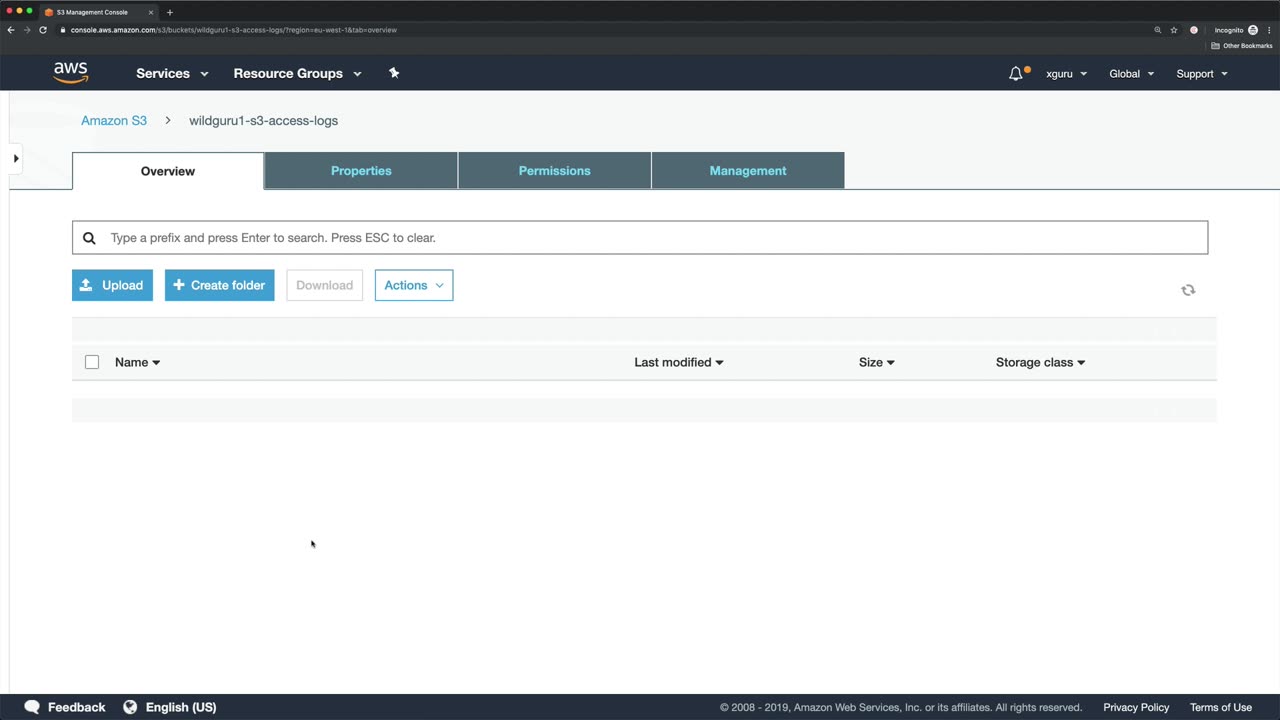 S3 Management Console
console.aws.amazon.com/s3/buckets/wildguru1-s3-access-logs/?region=eu-west-1&tab=overview
Incognito
Other Bookmarks
aws
Services
Resource Groups
xguru
Global
Support
Amazon S3
wildguru1-s3-access-logs
Overview
Properties
Permissions
Management
Type a prefix and press Enter to search. Press ESC to clear.
Upload
Create folder
Download
Actions
Name
Last modified
Size
Storage class
Feedback
English (US)
© 2008 - 2019, Amazon Web Services, Inc. or its affiliates. All rights reserved.
Privacy Policy
Terms of Use